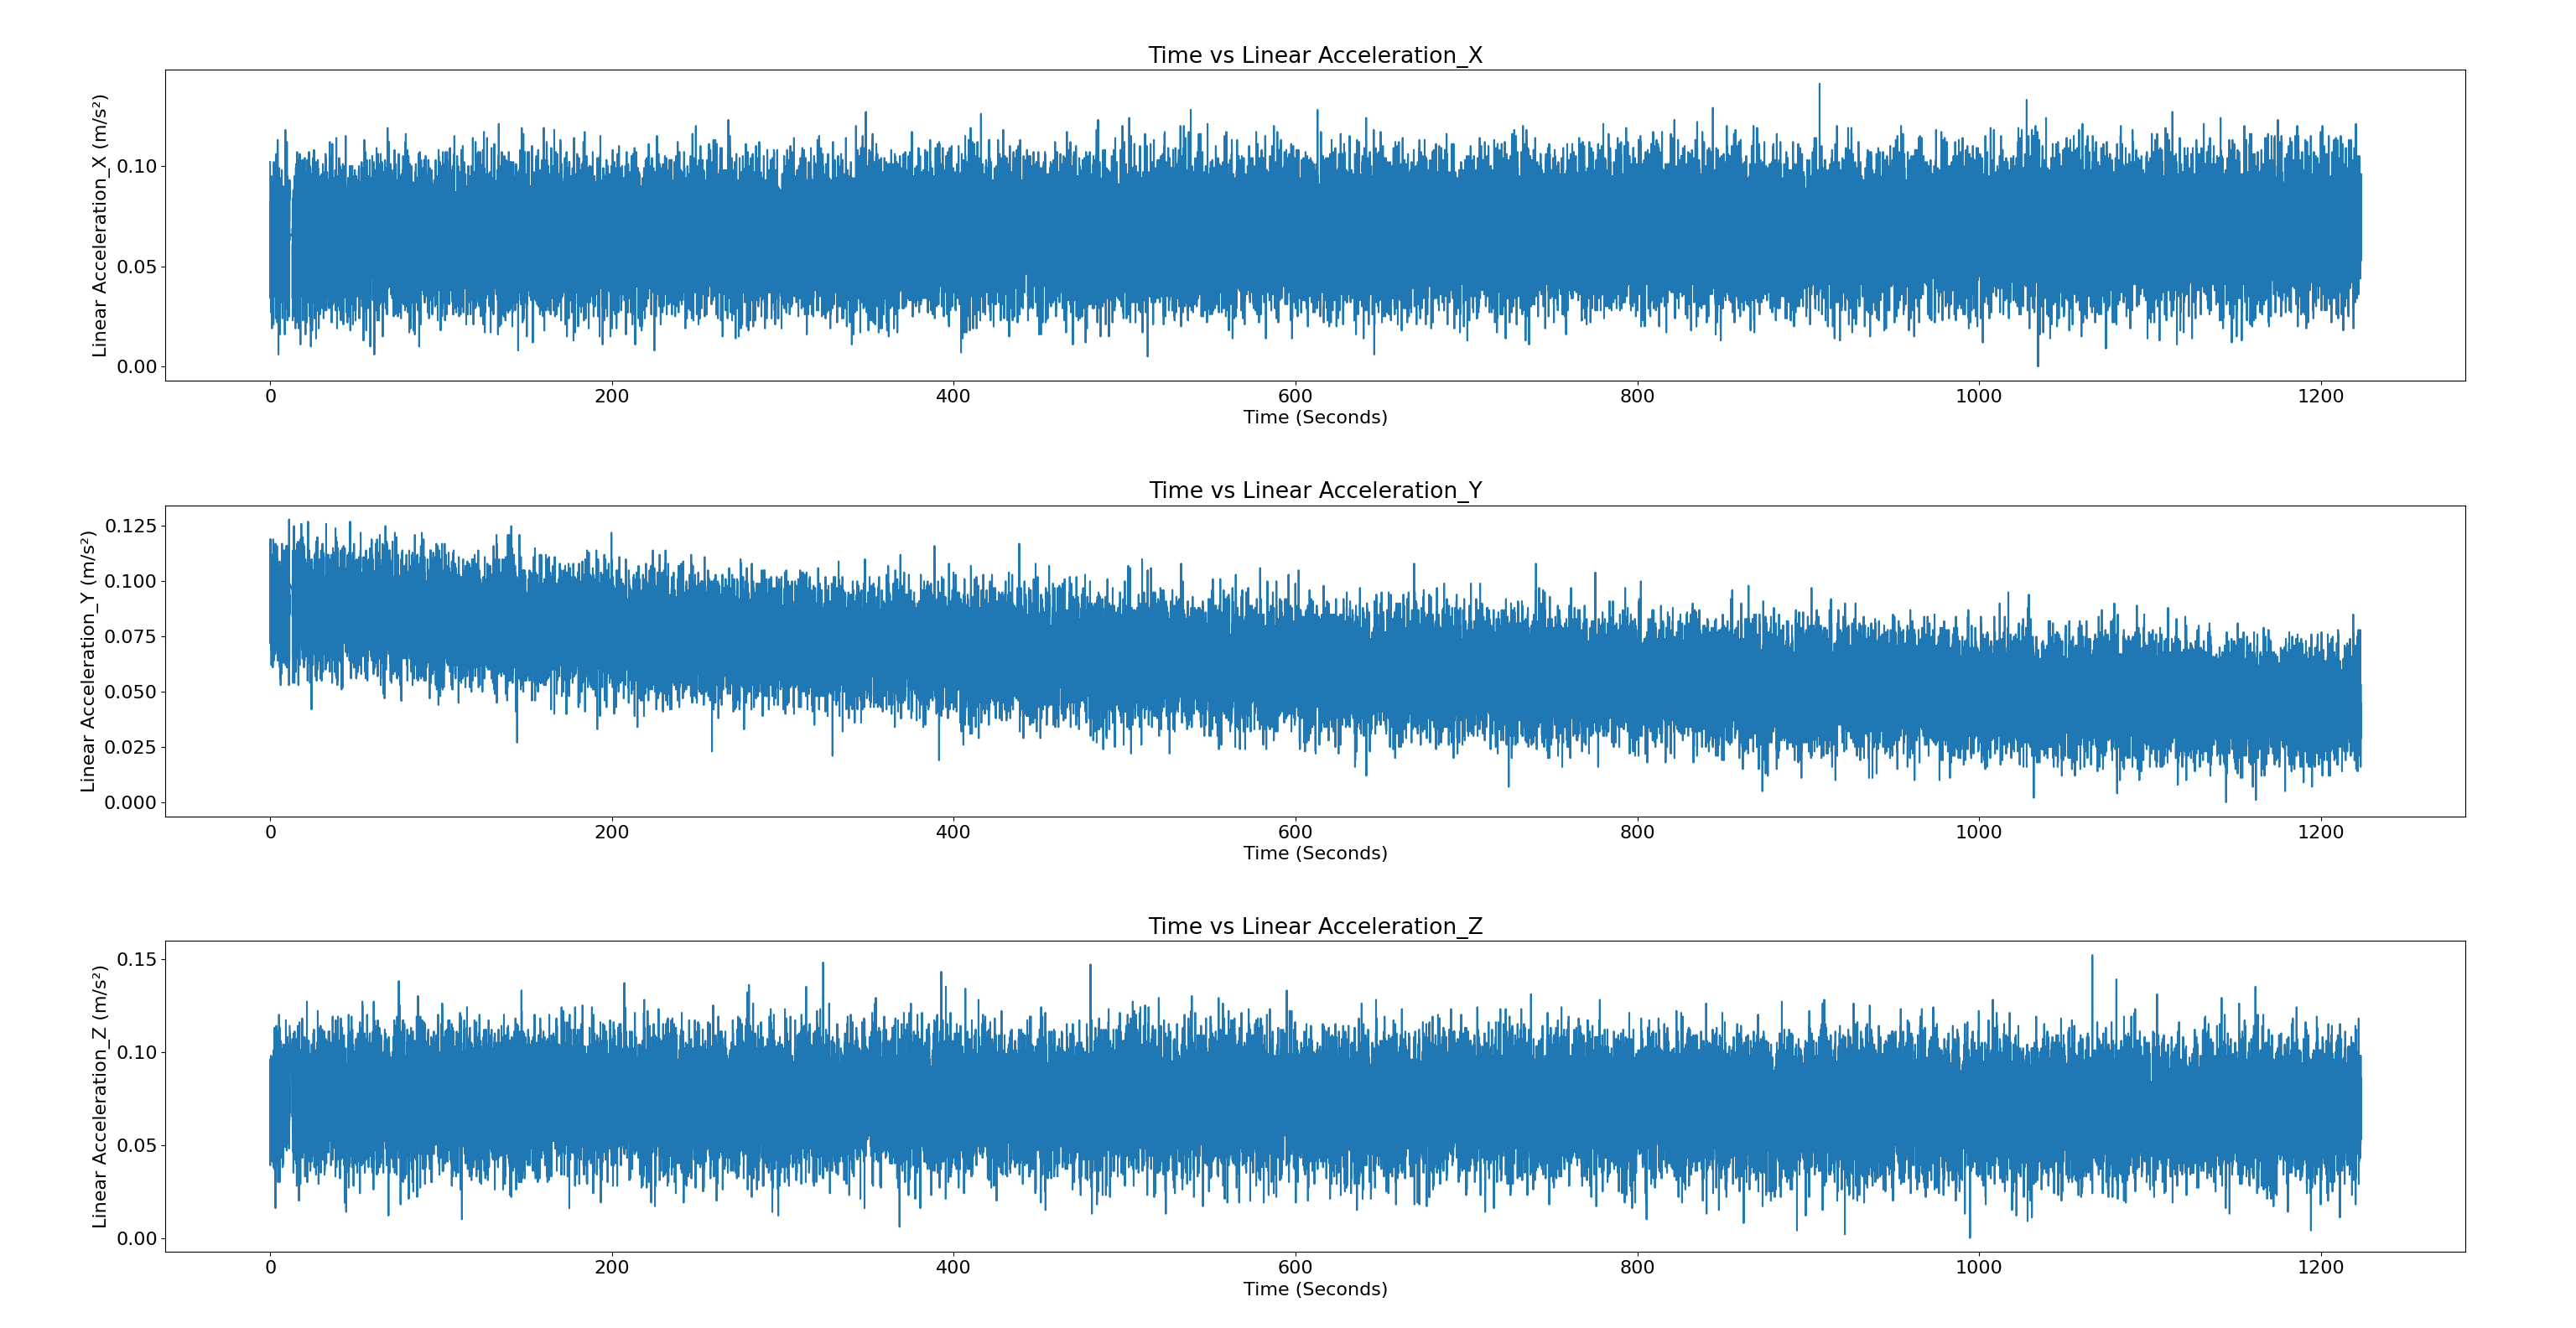 Time vs Linear Acceleration_X
Linear Acceleration_X (m/s²)
0.10
0.05
0.00
0 200 400 600 800 1000 1200
Time (Seconds)
Time vs Linear Acceleration_Y
Linear Acceleration_Y (m/s²)
0.125
0.100
0.075
0.050
0.025
0.000
0 200 400 600 800 1000 1200
Time (Seconds)
Time vs Linear Acceleration_Z
Linear Acceleration_Z (m/s²)
0.15
0.10
0.05
0.00
0 200 400 600 800 1000 1200
Time (Seconds)